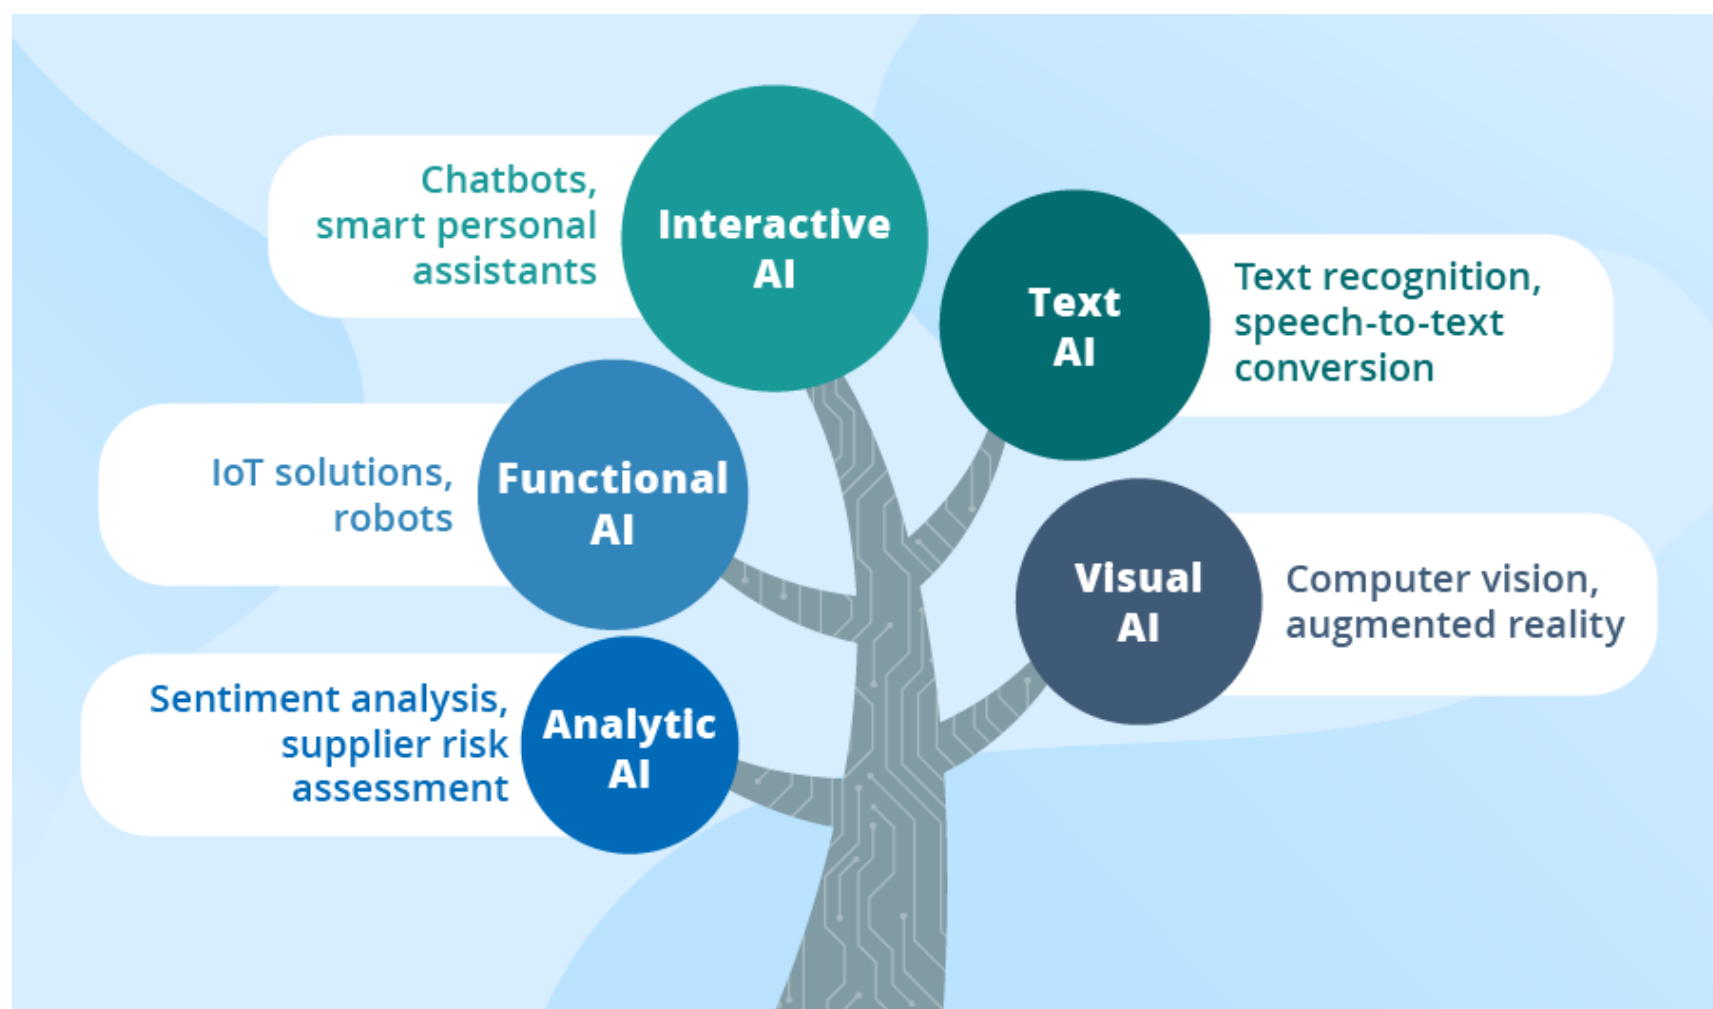 Chatbots,
smart personal
assistants
Interactive
AI
Text
AI
Text recognition,
speech-to-text
conversion
IoT solutions,
robots
Functional
AI
Visual
AI
Computer vision,
augmented reality
Sentiment analysis,
supplier risk
assessment
Analytic
AI